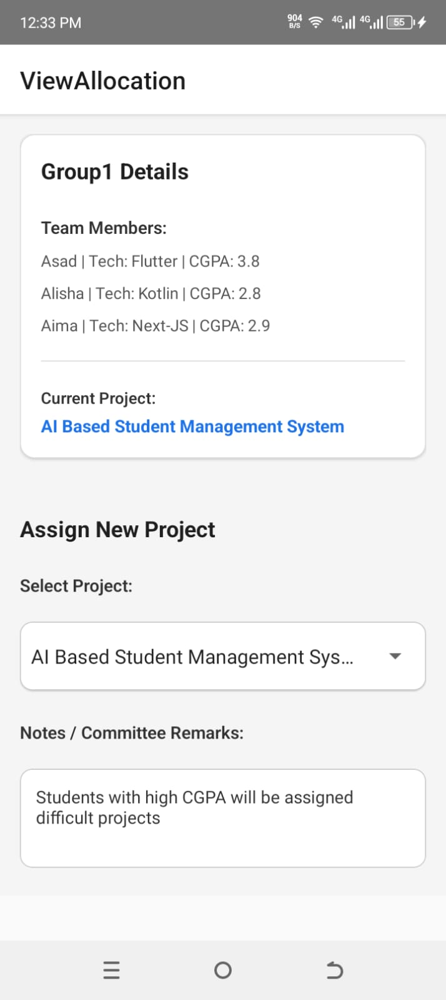 12:33 PM
904
B/S
4G
4G
55
ViewAllocation
Group1 Details
Team Members:
Asad | Tech: Flutter | CGPA: 3.8
Alisha | Tech: Kotlin | CGPA: 2.8
Aima | Tech: Next-JS | CGPA: 2.9
Current Project:
AI Based Student Management System
Assign New Project
Select Project:
AI Based Student Management Sys...
Notes / Committee Remarks:
Students with high CGPA will be assigned
difficult projects